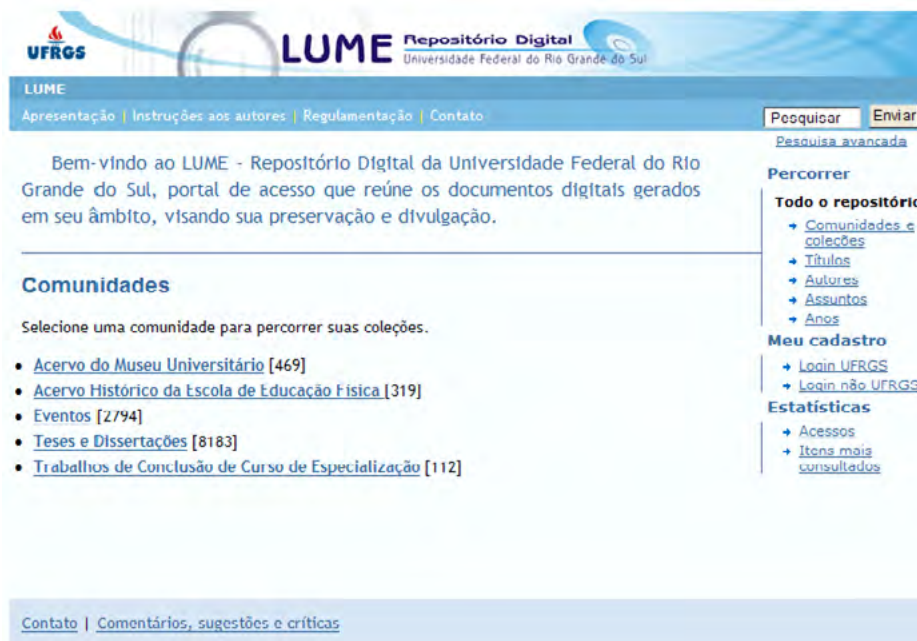 UFRGS
LUME Repositório Digital
Universidade Federal do Rio Grande do Sul
LUME
Apresentação | Instruções aos autores | Regulamentação | Contato
Pesquisar Enviar
Pesquisa avançada
Bem-vindo ao LUME - Repositório Digital da Universidade Federal do Rio
Grande do Sul, portal de acesso que reúne os documentos digitais gerados
em seu âmbito, visando sua preservação e divulgação.
Comunidades
Selecione uma comunidade para percorrer suas coleções.
• Acervo do Museu Universitário [469]
• Acervo Histórico da Escola de Educação Física [319]
• Eventos [2794]
• Teses e Dissertações [8183]
• Trabalhos de Conclusão de Curso de Especialização [112]
Percorrer
Todo o repositório
Comunidades e
coleções
Títulos
Autores
Assuntos
Anos
Meu cadastro
Login UFRGS
Login não UFRGS
Estatísticas
Acessos
Itens mais
consultados
Contato | Comentários, sugestões e críticas